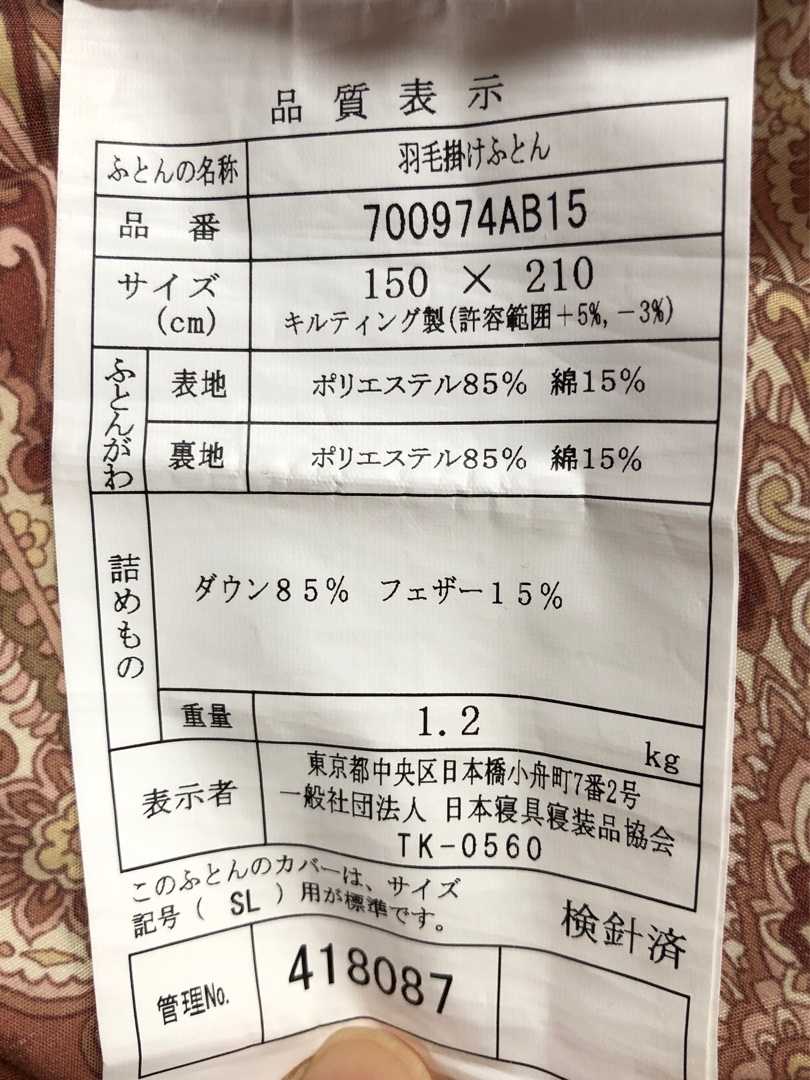 品質表示
ふとんの名称 羽毛掛けふとん
品番 700974AB15
サイズ 150 × 210
(cm) キルティング製(許容範囲+5%,-3%)
ふとんがわ
表地 ポリエステル85% 綿15%
裏地 ポリエステル85% 綿15%
詰めもの
ダウン85% フェザー15%
重量 1.2 kg
表示者
東京都中央区日本橋小舟町7番2号
一般社団法人 日本寝具寝装品協会
TK-0560
このふとんのカバーは、サイズ
記号( SL )用が標準です。
検針済
管理No. 418087